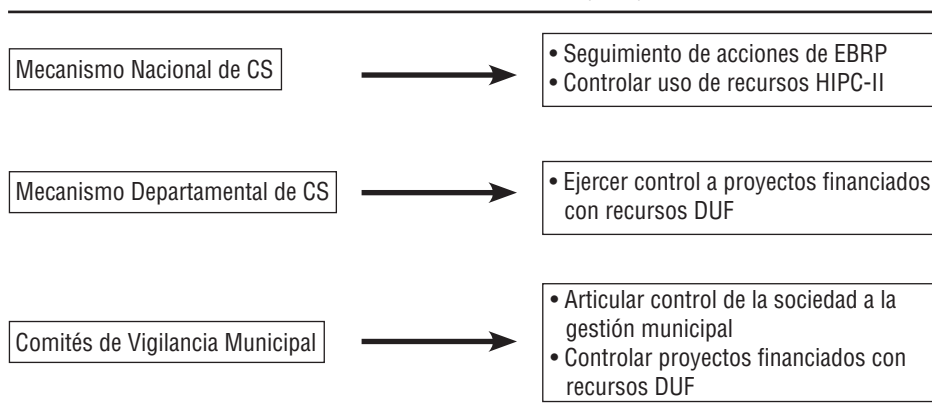 Mecanismo Nacional de CS
• Seguimiento de acciones de EBRP
• Controlar uso de recursos HIPC-II
Mecanismo Departamental de CS
• Ejercer control a proyectos financiados
con recursos DUF
Comités de Vigilancia Municipal
• Articular control de la sociedad a la
gestión municipal
• Controlar proyectos financiados con
recursos DUF